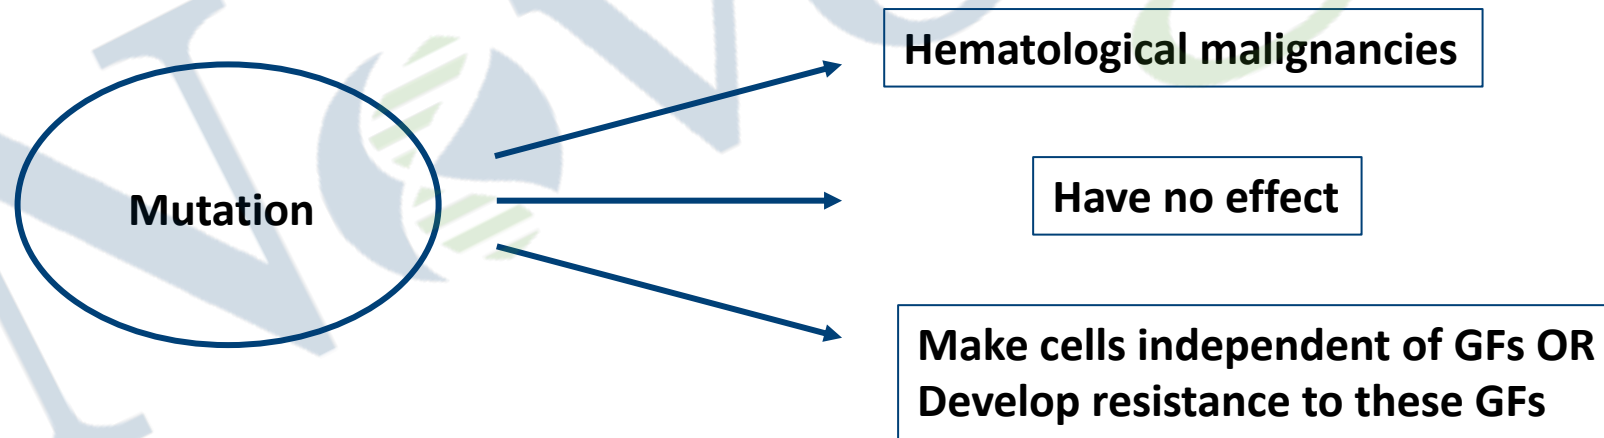 Hematological malignancies
Mutation
Have no effect
Make cells independent of GFs OR
Develop resistance to these GFs